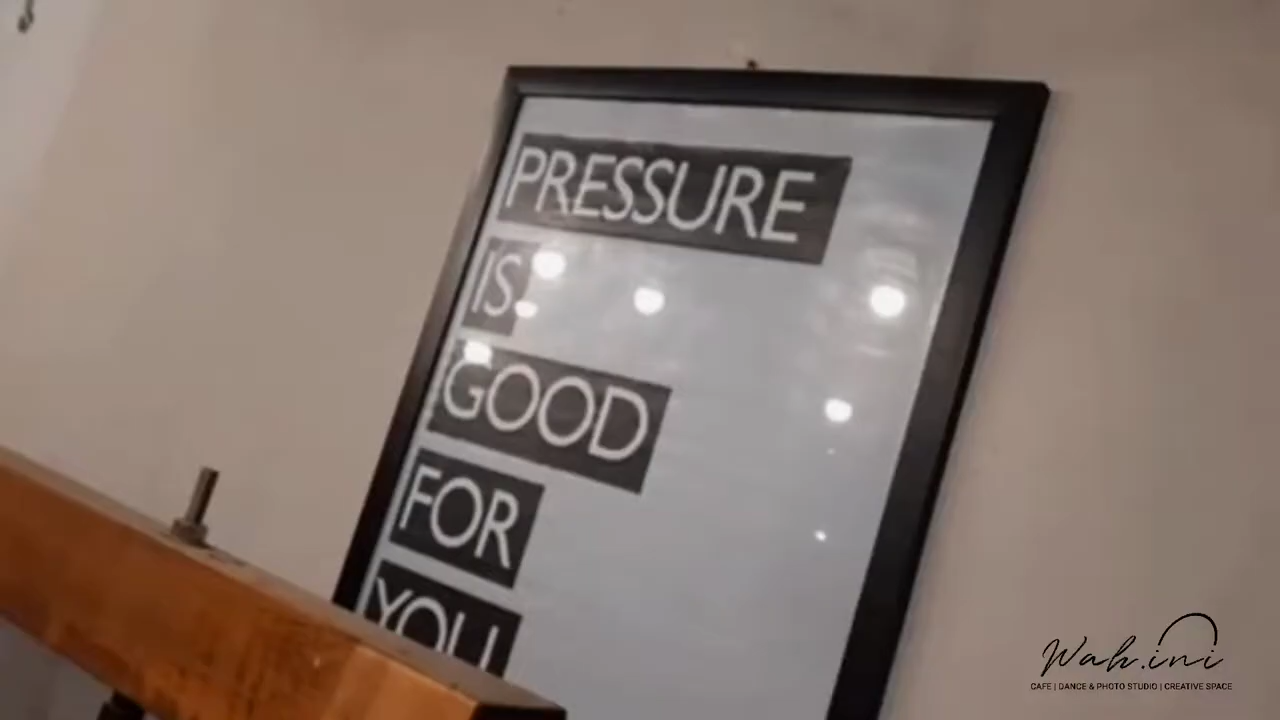 PRESSURE
IS
GOOD
FOR
YOU
Wah.ini
CAFE | DANCE & PHOTO STUDIO | CREATIVE SPACE